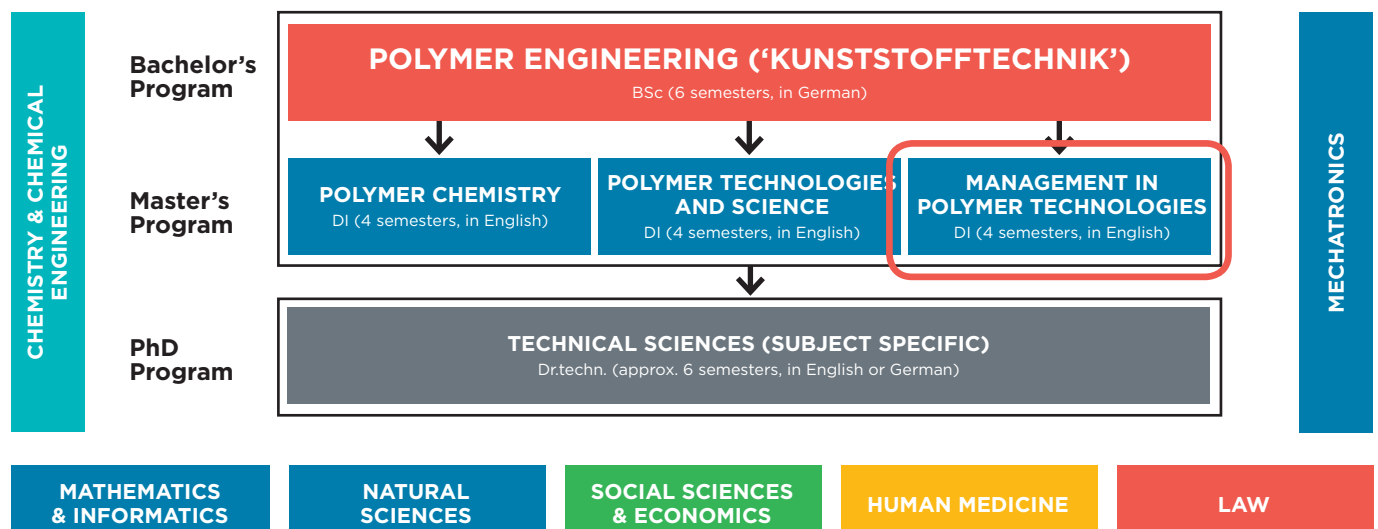 CHEMISTRY & CHEMICAL
ENGINEERING
Bachelor's
Program
POLYMER ENGINEERING (‘KUNSTSTOFFTECHNIK’)
BSc (6 semesters, in German)
Master's
Program
POLYMER CHEMISTRY
DI (4 semesters, in English)
POLYMER TECHNOLOGIES
AND SCIENCE
DI (4 semesters, in English)
MANAGEMENT IN
POLYMER TECHNOLOGIES
DI (4 semesters, in English)
PhD
Program
TECHNICAL SCIENCES (SUBJECT SPECIFIC)
Dr.techn. (approx. 6 semesters, in English or German)
MECHATRONICS
MATHEMATICS
& INFORMATICS
NATURAL
SCIENCES
SOCIAL SCIENCES
& ECONOMICS
HUMAN MEDICINE
LAW